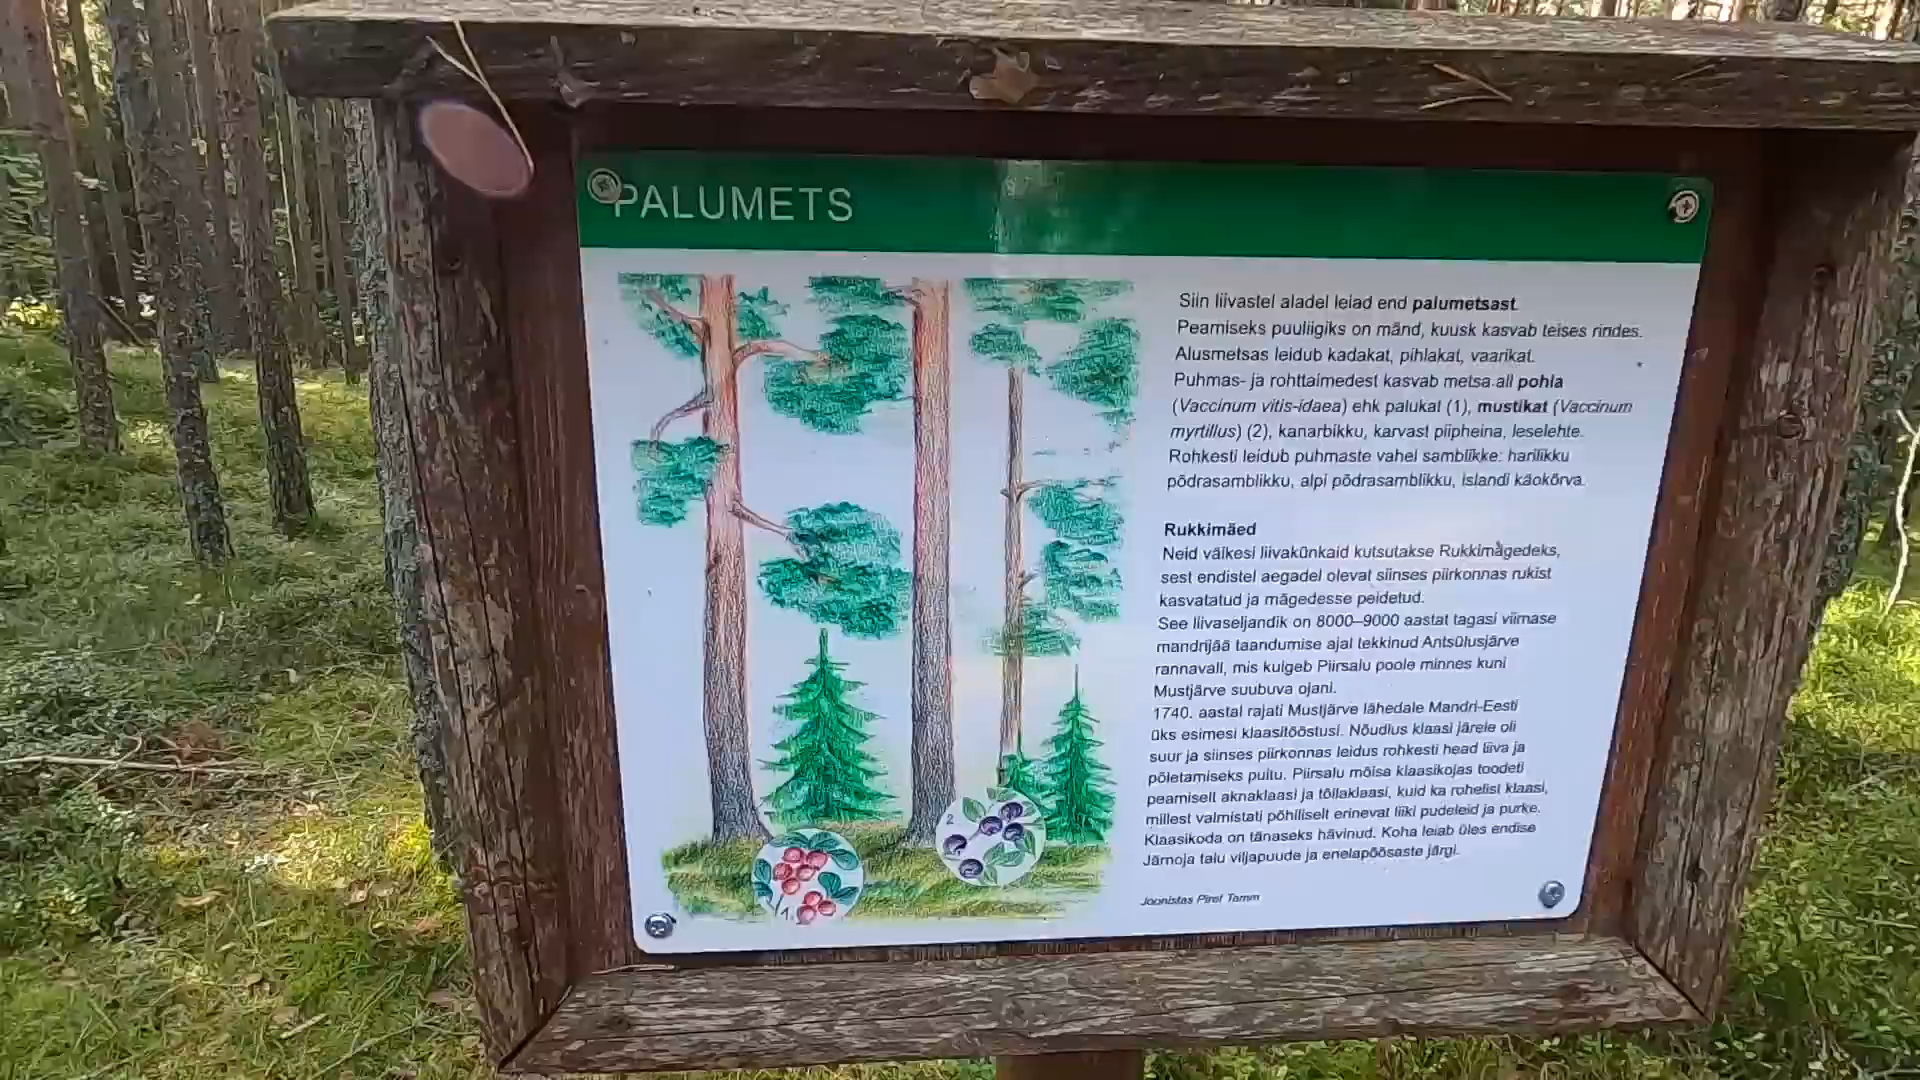 PALUMETS
Siin liivastel aladel leiad end palumetsast.
Peamiseks puuliigiks on mänd, kuusk kasvab teises rindes.
Alusmetsas leidub kadakat, pihlakat, vaarikat.
Puhmas- ja rohttaimedest kasvab metsa all pohla
(Vaccinum vitis-idaea) ehk palukat (1), mustikat (Vaccinum
myrtillus) (2), kanarbikku, karvast piipheina, leselehte.
Rohkesti leidub puhmaste vahel samblikke: harilikku
põdrasamblikku, alpi põdrasamblikku, islandi käokõrva.
Rukkimäed
Neid väikesi liivakünkaid kutsutakse Rukkimägedeks,
sest endistel aegadel olevat siinses piirkonnas rukist
kasvatatud ja mägedesse peidetud.
See liivaseljandik on 8000–9000 aastat tagasi viimase
mandrijää taandumise ajal tekkinud Antsülusjärve
rannavall, mis kulgeb Piirsalu poole minnes kuni
Mustjärve suubuva ojani.
1740. aastal rajati Mustjärve lähedale Mandri-Eesti
üks esimesi klaasitööstusi. Nõudlus klaasi järele oli
suur ja siinses piirkonnas leidus rohkesti head liiva ja
põletamiseks puitu. Piirsalu mõisa klaasikojas toodeti
peamiselt aknaklaasi ja tõllaklaasi, kuid ka rohelist klaasi,
millest valmistati põhiliselt erinevat liiki pudeleid ja purke.
Klaasikoda on tänaseks hävinud. Koha leiab üles endise
Järnoja talu viljapuude ja enelapõõsaste järgi.
2
1
Joonistas Piret Tamm